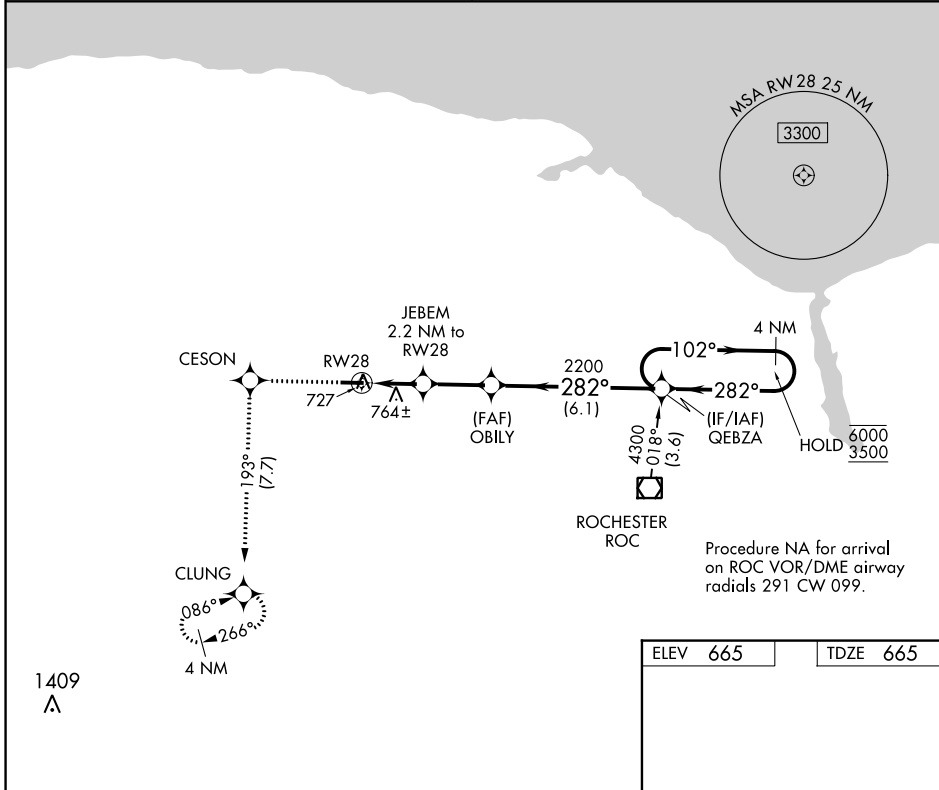 MSA RW28 25 NM
3300
JEBEM
2.2 NM to
RW28
4 NM
CESON
RW28
2200
282°
(6.1)
102°
282°
727
764±
(FAF)
OBILY
(IF/IAF)
QEBZA
HOLD
6000
3500
4300
018°
(3.6)
193°
(7.7)
ROCHESTER
ROC
Procedure NA for arrival
on ROC VOR/DME airway
radials 291 CW 099.
CLUNG
086°
266°
4 NM
1409
ELEV 665
TDZE 665